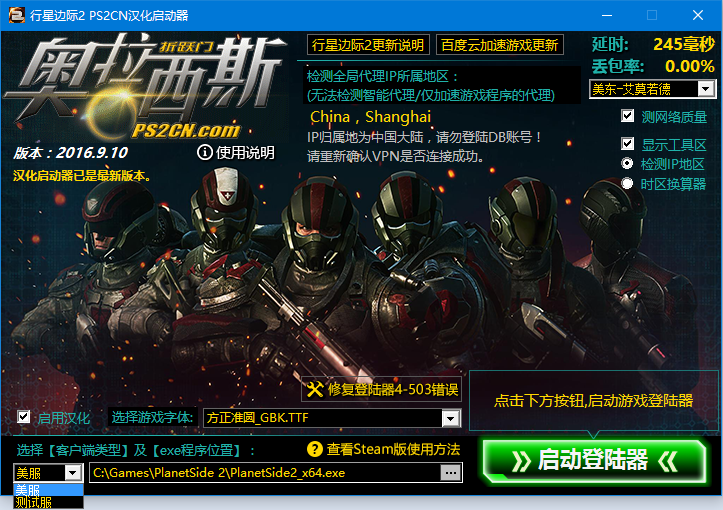 行星边际2 PS2CN汉化启动器
奥拉西斯
折跃门
PS2CN.com
版本：2016.9.10
使用说明
汉化启动器已是最新版本。
行星边际2更新说明
百度云加速游戏更新
检测全局代理IP所属地区：
(无法检测智能代理/仅加速游戏程序的代理)
China，Shanghai
IP归属地为中国大陆，请勿登陆DB账号！
请重新确认VPN是否连接成功。
延时: 245毫秒
丢包率: 0.00%
美东-艾莫若德
测网络质量
显示工具区
检测IP地区
时区换算器
修复登陆器4-503错误
点击下方按钮,启动游戏登陆器
启用汉化
选择游戏字体:
方正准圆_GBK.TTF
选择【客户端类型】及【exe程序位置】：
查看Steam版使用方法
美服
C:\Games\PlanetSide 2\PlanetSide2_x64.exe
...
启动登陆器
美服
测试服